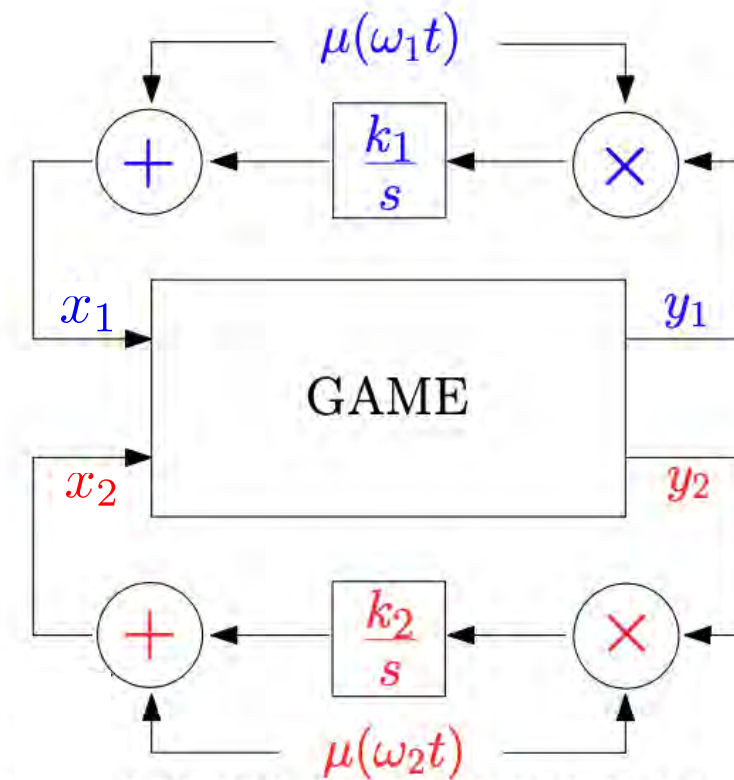 μ(ω₁t)
+
k₁
s
×
x₁
y₁
GAME
x₂
y₂
+
k₂
s
×
μ(ω₂t)